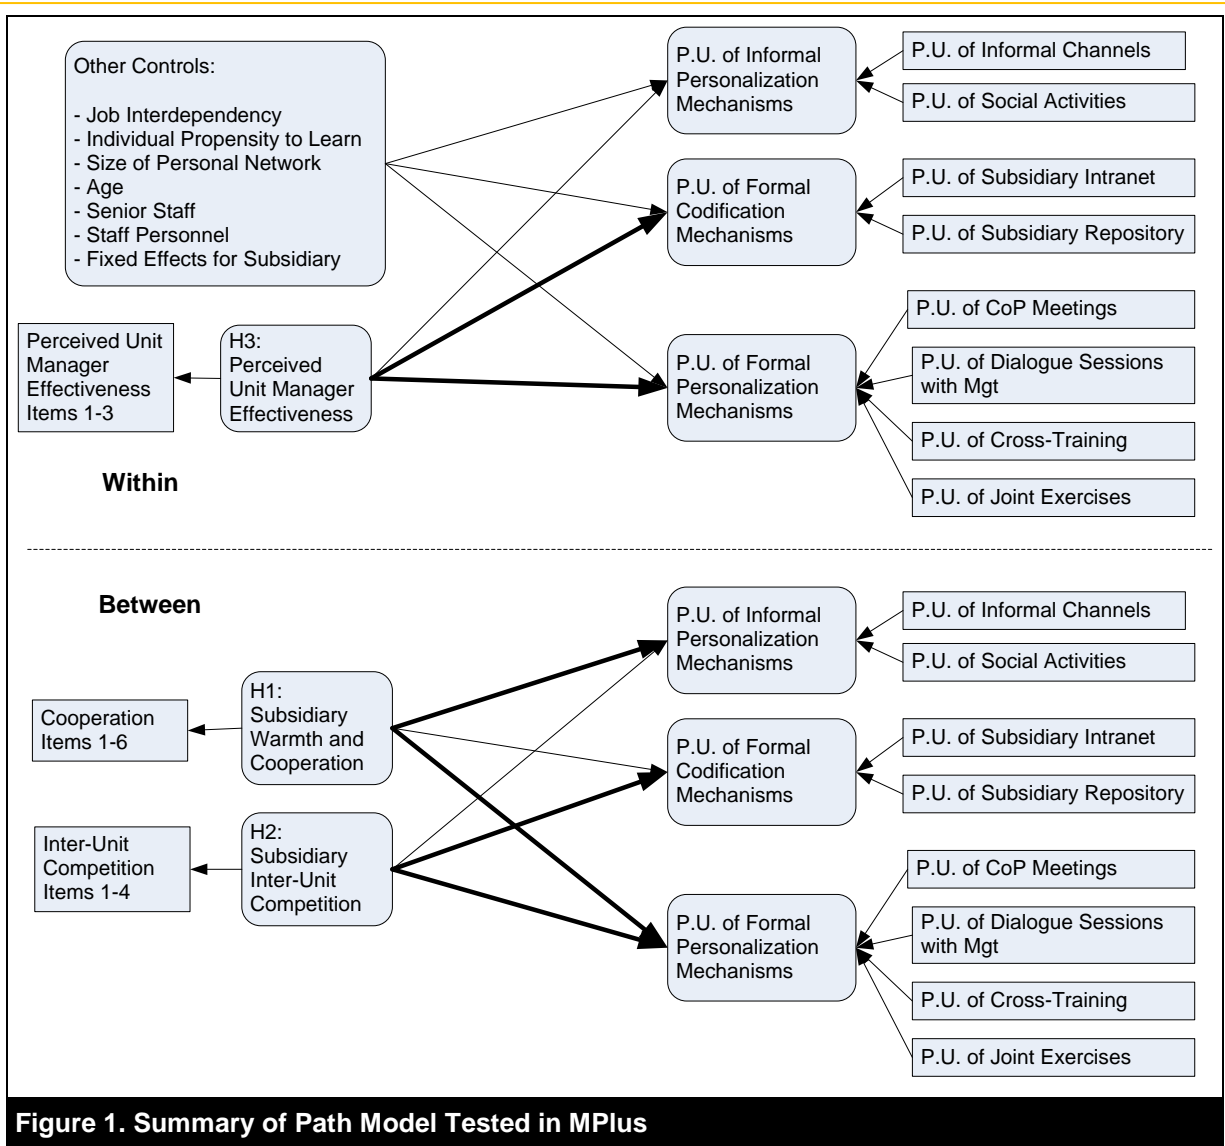 Other Controls:
- Job Interdependency
- Individual Propensity to Learn
- Size of Personal Network
- Age
- Senior Staff
- Staff Personnel
- Fixed Effects for Subsidiary
Perceived Unit
Manager
Effectiveness
Items 1-3
H3:
Perceived
Unit Manager
Effectiveness
P.U. of Informal
Personalization
Mechanisms
P.U. of Informal Channels
P.U. of Social Activities
P.U. of Formal
Codification
Mechanisms
P.U. of Subsidiary Intranet
P.U. of Subsidiary Repository
P.U. of Formal
Personalization
Mechanisms
P.U. of CoP Meetings
P.U. of Dialogue Sessions
with Mgt
P.U. of Cross-Training
P.U. of Joint Exercises
Within
Between
Cooperation
Items 1-6
H1:
Subsidiary
Warmth and
Cooperation
Inter-Unit
Competition
Items 1-4
H2:
Subsidiary
Inter-Unit
Competition
P.U. of Informal
Personalization
Mechanisms
P.U. of Informal Channels
P.U. of Social Activities
P.U. of Formal
Codification
Mechanisms
P.U. of Subsidiary Intranet
P.U. of Subsidiary Repository
P.U. of Formal
Personalization
Mechanisms
P.U. of CoP Meetings
P.U. of Dialogue Sessions
with Mgt
P.U. of Cross-Training
P.U. of Joint Exercises
Figure 1. Summary of Path Model Tested in MPlus